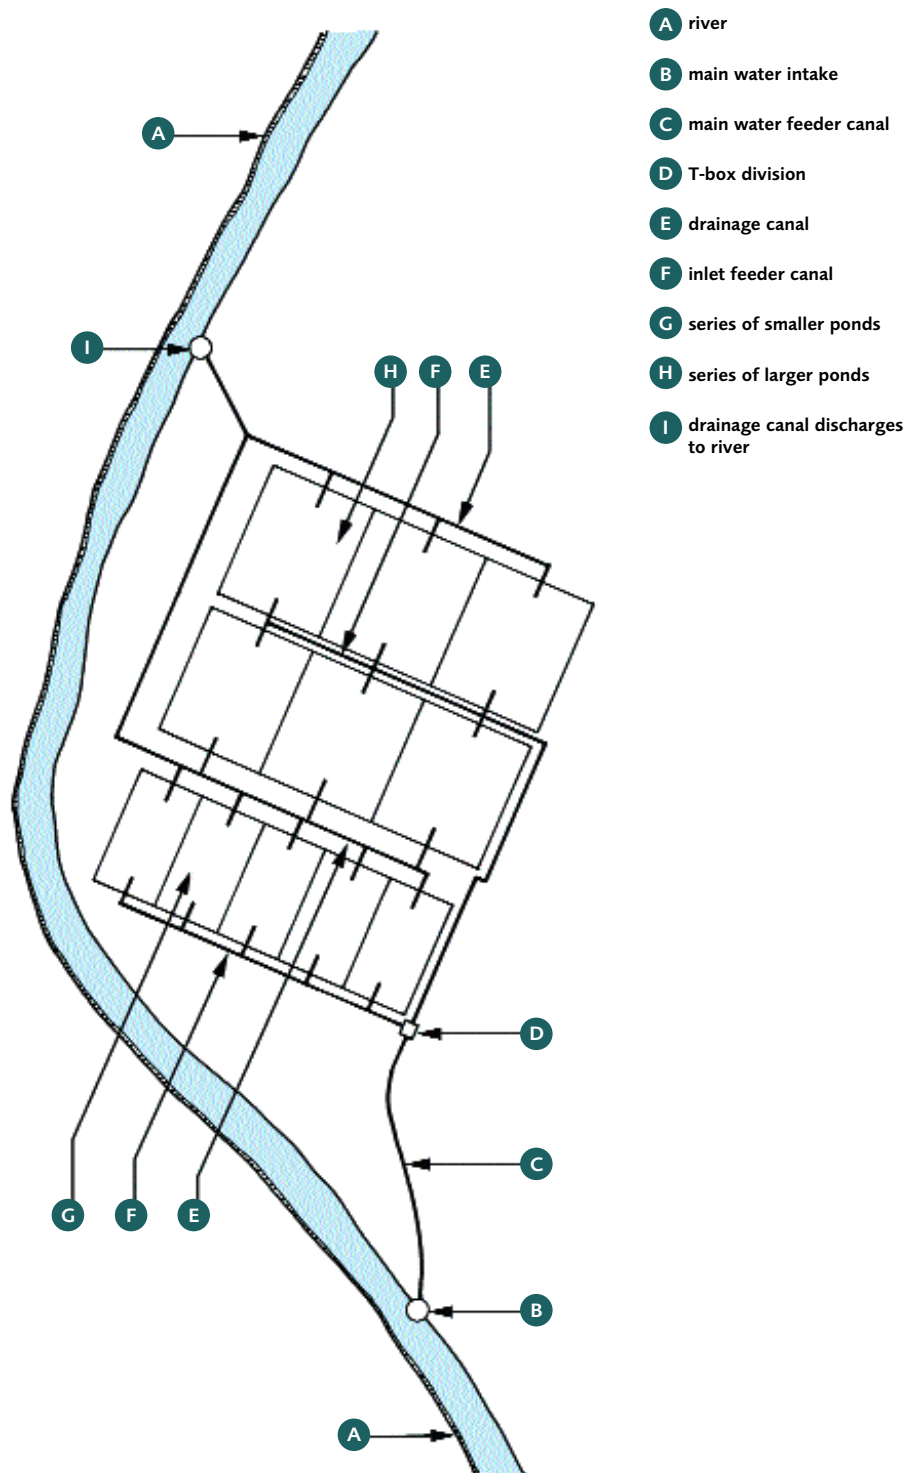 A river
B main water intake
C main water feeder canal
D T-box division
E drainage canal
F inlet feeder canal
G series of smaller ponds
H series of larger ponds
I drainage canal discharges
to river
A
I
H F E
D
C
G F E
B
A